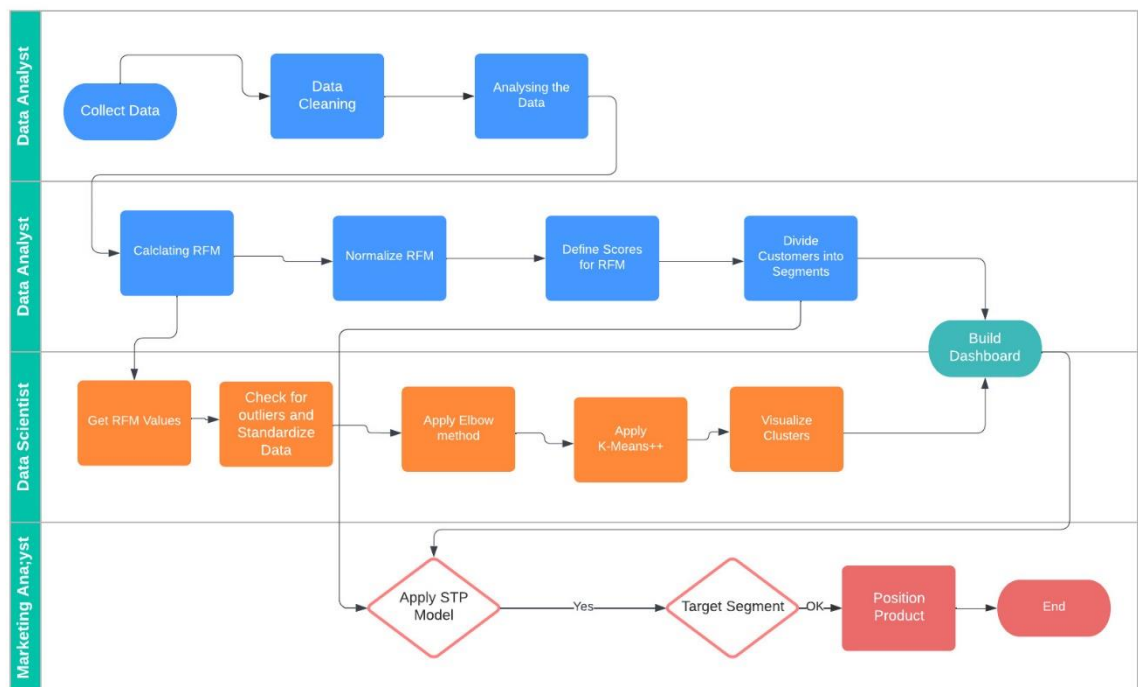 Data Analyst
Collect Data
Data
Cleaning
Analysing the
Data
Data Analyst
Calclating RFM
Normalize RFM
Define Scores
for RFM
Divide
Customers into
Segments
Build
Dashboard
Data Scientist
Get RFM Values
Check for
outliers and
Standardize
Data
Apply Elbow
method
Apply
K-Means++
Visualize
Clusters
Marketing Ana;yst
Apply STP
Model
Yes
Target Segment
OK
Position
Product
End